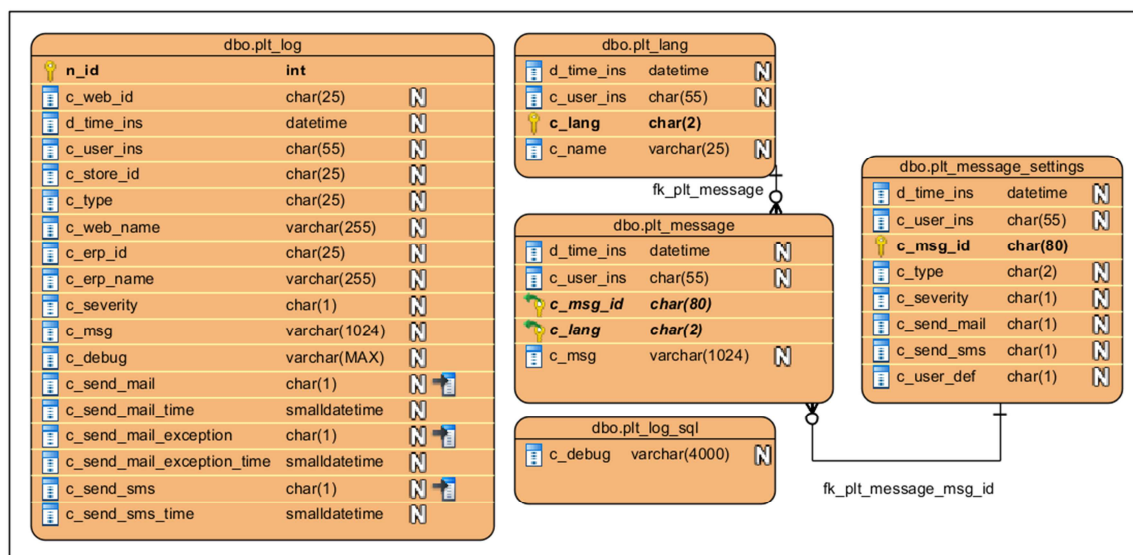 dbo.plt_log
n_id int
c_web_id char(25) N
d_time_ins datetime N
c_user_ins char(55) N
c_store_id char(25) N
c_type char(25) N
c_web_name varchar(255) N
c_erp_id char(25) N
c_erp_name varchar(255) N
c_severity char(1) N
c_msg varchar(1024) N
c_debug varchar(MAX) N
c_send_mail char(1) N
c_send_mail_time smalldatetime N
c_send_mail_exception char(1) N
c_send_mail_exception_time smalldatetime N
c_send_sms char(1) N
c_send_sms_time smalldatetime N
dbo.plt_lang
d_time_ins datetime N
c_user_ins char(55) N
c_lang char(2)
c_name varchar(25) N
fk_plt_message
dbo.plt_message
d_time_ins datetime N
c_user_ins char(55) N
c_msg_id char(80)
c_lang char(2)
c_msg varchar(1024) N
dbo.plt_log_sql
c_debug varchar(4000) N
dbo.plt_message_settings
d_time_ins datetime N
c_user_ins char(55) N
c_msg_id char(80)
c_type char(2) N
c_severity char(1) N
c_send_mail char(1) N
c_send_sms char(1) N
c_user_def char(1) N
fk_plt_message_msg_id